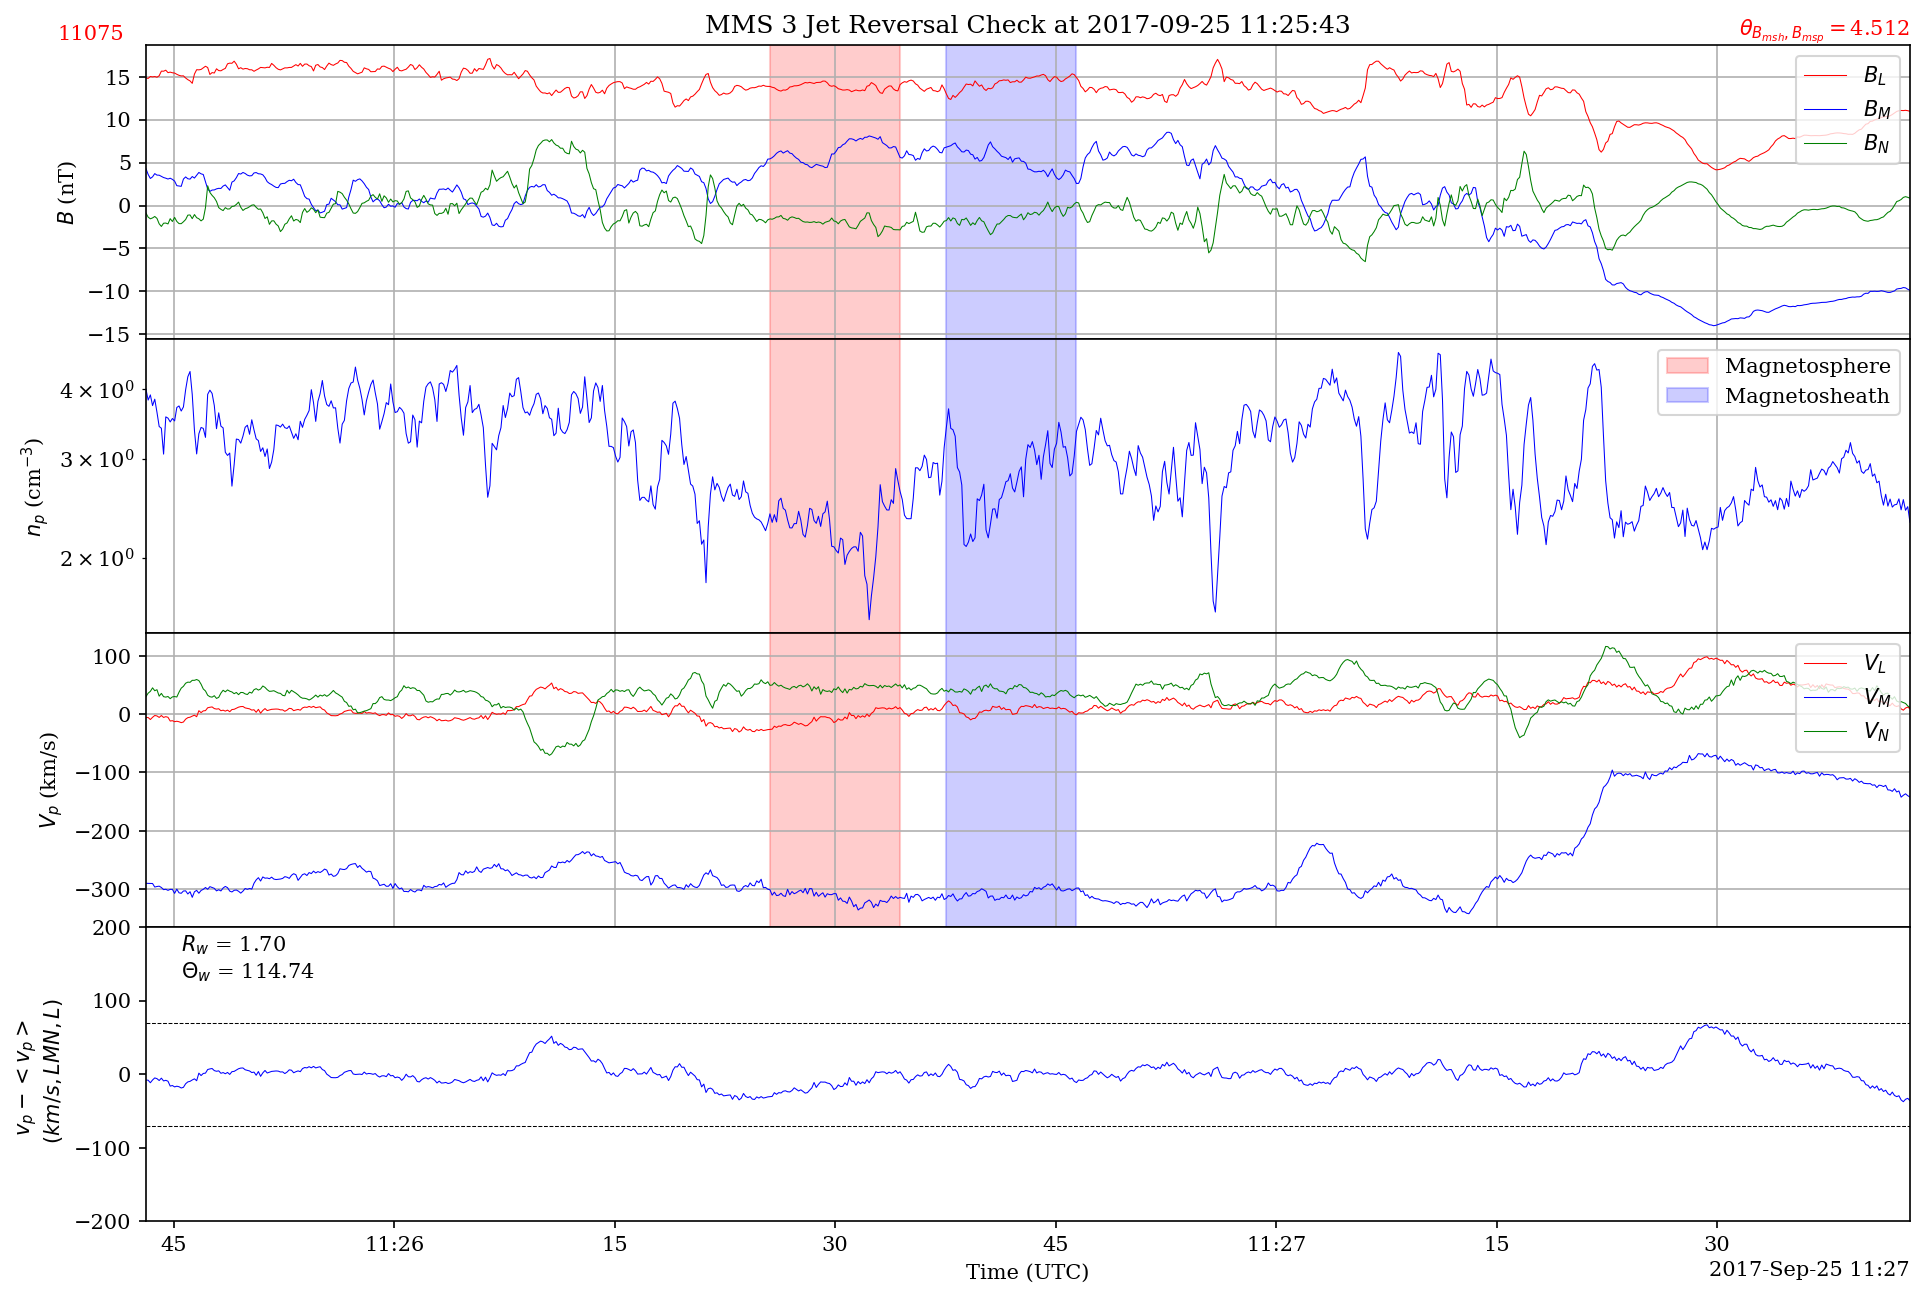 MMS 3 Jet Reversal Check at 2017-09-25 11:25:43
11075
θ_{B_{msh}, B_{msp}} = 4.512
15
10
5
0
−5
−10
−15
B (nT)
B_L
B_M
B_N
4 × 10^0
3 × 10^0
2 × 10^0
n_p (cm^{−3})
Magnetosphere
Magnetosheath
100
0
−100
−200
−300
V_p (km/s)
V_L
V_M
V_N
200
100
0
−100
−200
v_p − < v_p >
(km/s, LMN, L)
R_w = 1.70
Θ_w = 114.74
45 11:26 15 30 45 11:27 15 30
Time (UTC)
2017-Sep-25 11:27